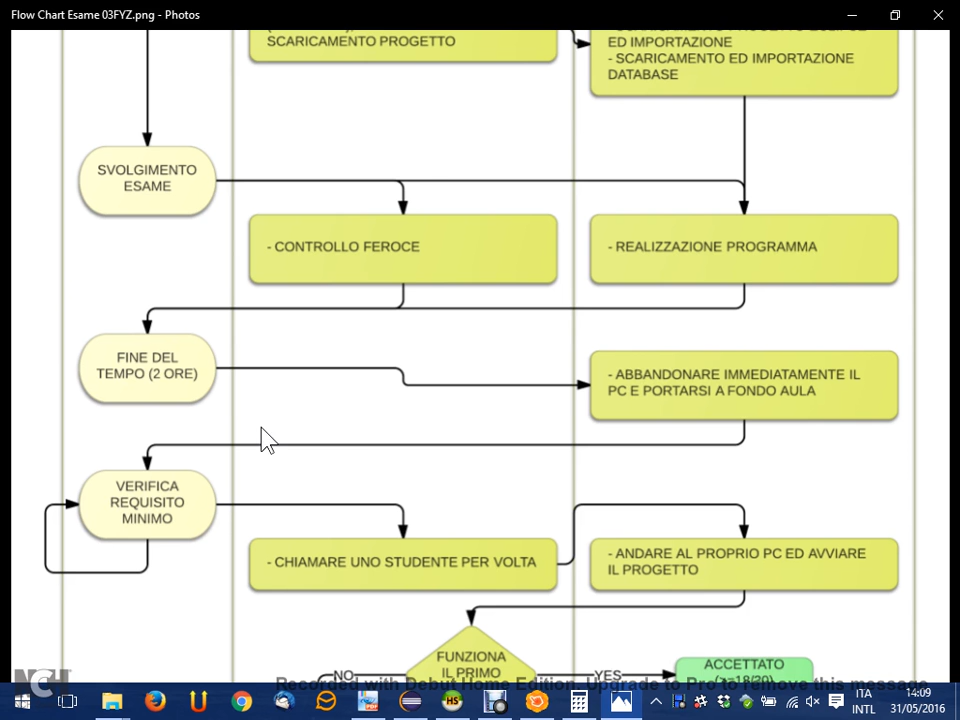 Flow Chart Esame 03FYZ.png - Photos
SCARICAMENTO PROGETTO
ED IMPORTAZIONE
- SCARICAMENTO ED IMPORTAZIONE
DATABASE
SVOLGIMENTO
ESAME
- CONTROLLO FEROCE
- REALIZZAZIONE PROGRAMMA
FINE DEL
TEMPO (2 ORE)
- ABBANDONARE IMMEDIATAMENTE IL
PC E PORTARSI A FONDO AULA
VERIFICA
REQUISITO
MINIMO
- CHIAMARE UNO STUDENTE PER VOLTA
- ANDARE AL PROPRIO PC ED AVVIARE
IL PROGETTO
FUNZIONA
IL PRIMO
NO
YES
ACCETTATO
(>=18/30)
Recorded with Debut Home Edition. Upgrade to Pro to remove this message
NCH
ITA
INTL
14:09
31/05/2016